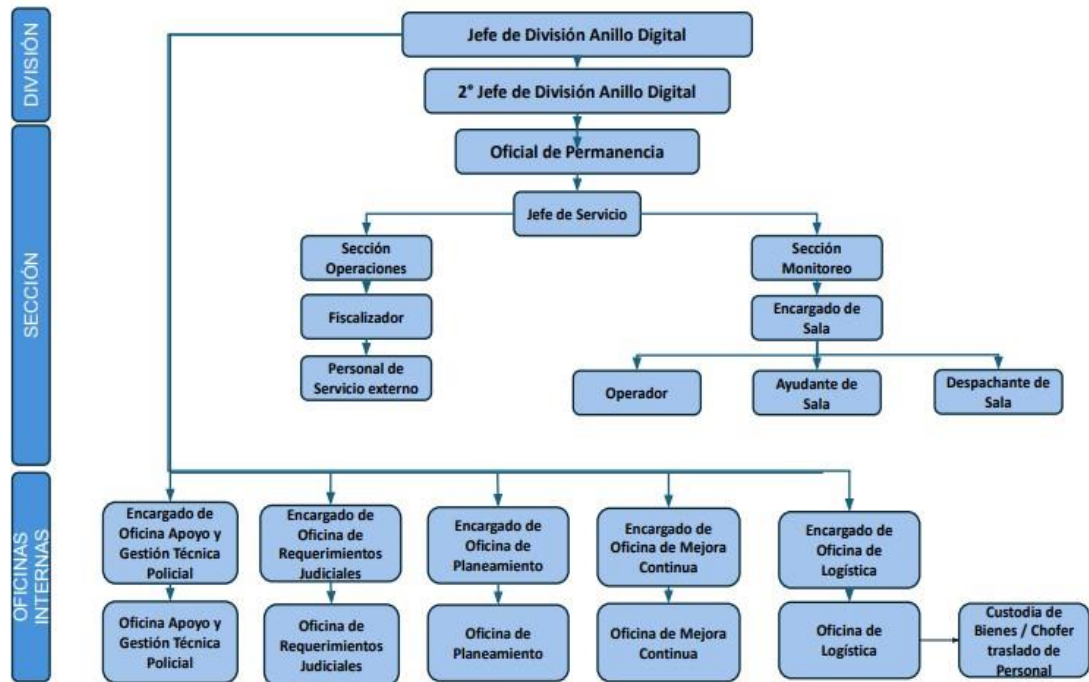 DIVISIÓN
Jefe de División Anillo Digital
2° Jefe de División Anillo Digital
SECCIÓN
Oficial de Permanencia
Jefe de Servicio
Sección
Operaciones
Sección
Monitoreo
Fiscalizador
Encargado de
Sala
Personal de
Servicio externo
Operador
Ayudante de
Sala
Despachante de
Sala
OFICINAS
INTERNAS
Encargado de
Oficina Apoyo y
Gestión Técnica
Policial
Encargado de
Oficina de
Requerimientos
Judiciales
Encargado de
Oficina de
Planeamiento
Encargado de
Oficina de Mejora
Continua
Encargado de
Oficina de
Logística
Oficina Apoyo y
Gestión Técnica
Policial
Oficina de
Requerimientos
Judiciales
Oficina de
Planeamiento
Oficina de Mejora
Continua
Oficina de
Logística
Custodia de
Bienes / Chofer
traslado de
Personal